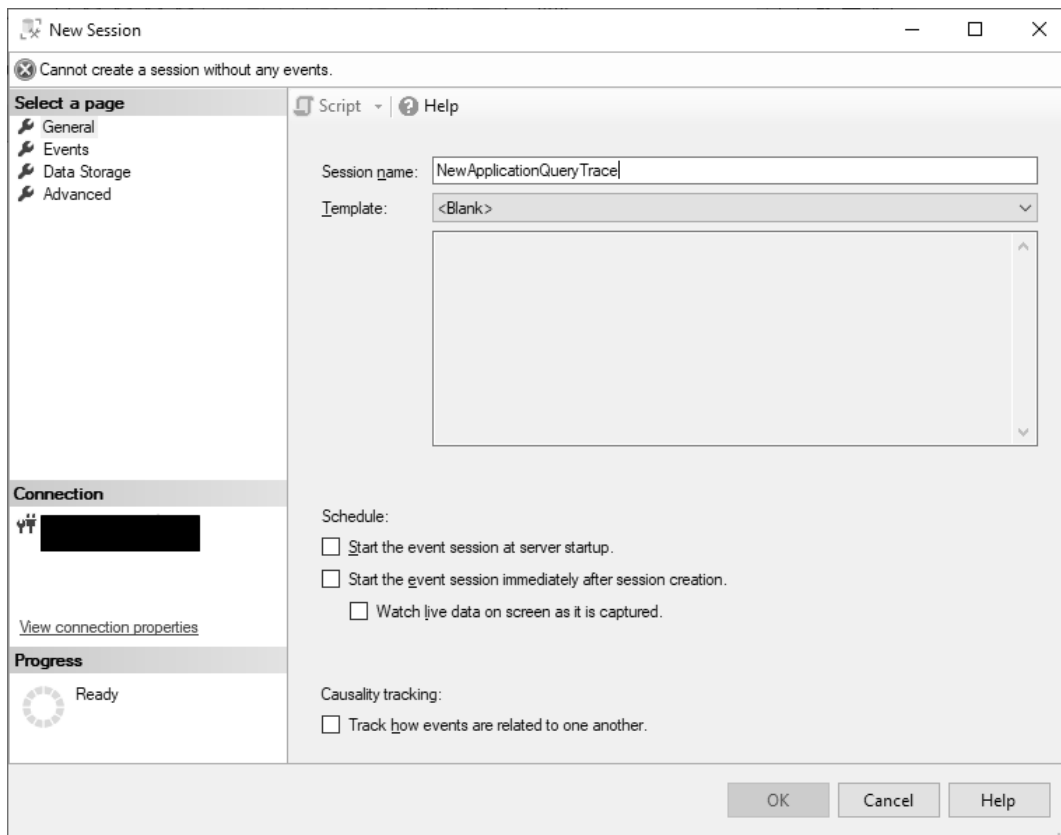 New Session
Cannot create a session without any events.
Select a page
General
Events
Data Storage
Advanced
Script
Help
Session name:
NewApplicationQueryTrace
Template:
<Blank>
Schedule:
Start the event session at server startup.
Start the event session immediately after session creation.
Watch live data on screen as it is captured.
Causality tracking:
Track how events are related to one another.
Connection
View connection properties
Progress
Ready
OK
Cancel
Help